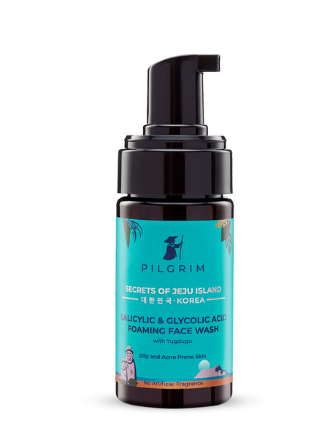 PILGRIM
SECRETS OF JEJU ISLAND
대한민국·KOREA
SALICYLIC & GLYCOLIC ACID
FOAMING FACE WASH
with Yugdugu
Oily and Acne Prone Skin
No Artificial Fragrance